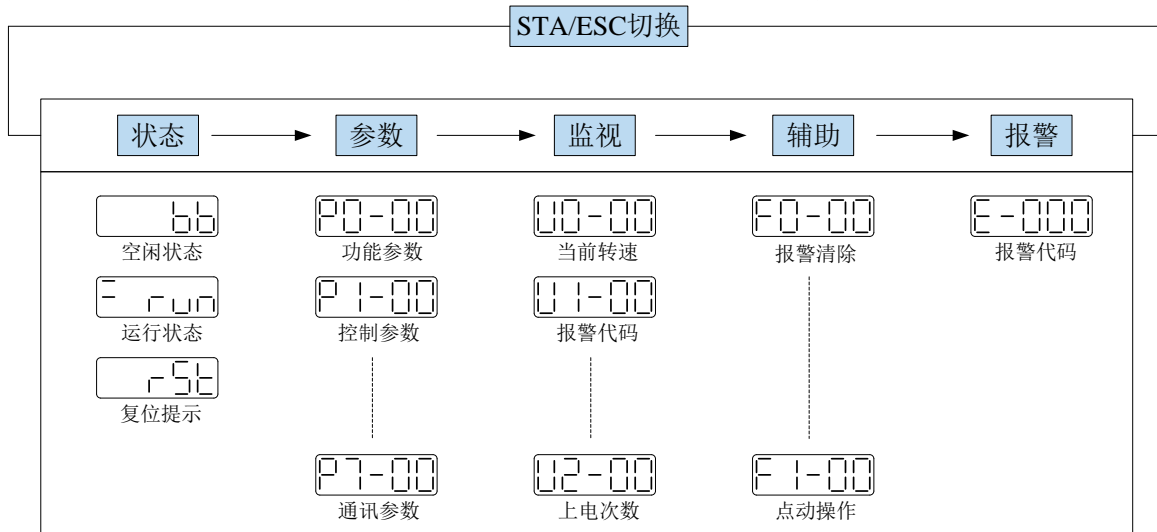 STA/ESC切换
状态 参数 监视 辅助 报警
bb P0-00 U0-00 F0-00 E-000
空闲状态 功能参数 当前转速 报警清除 报警代码
run P1-00 U1-00
运行状态 控制参数 报警代码
rSt
复位提示
P7-00 U2-00 F1-00
通讯参数 上电次数 点动操作